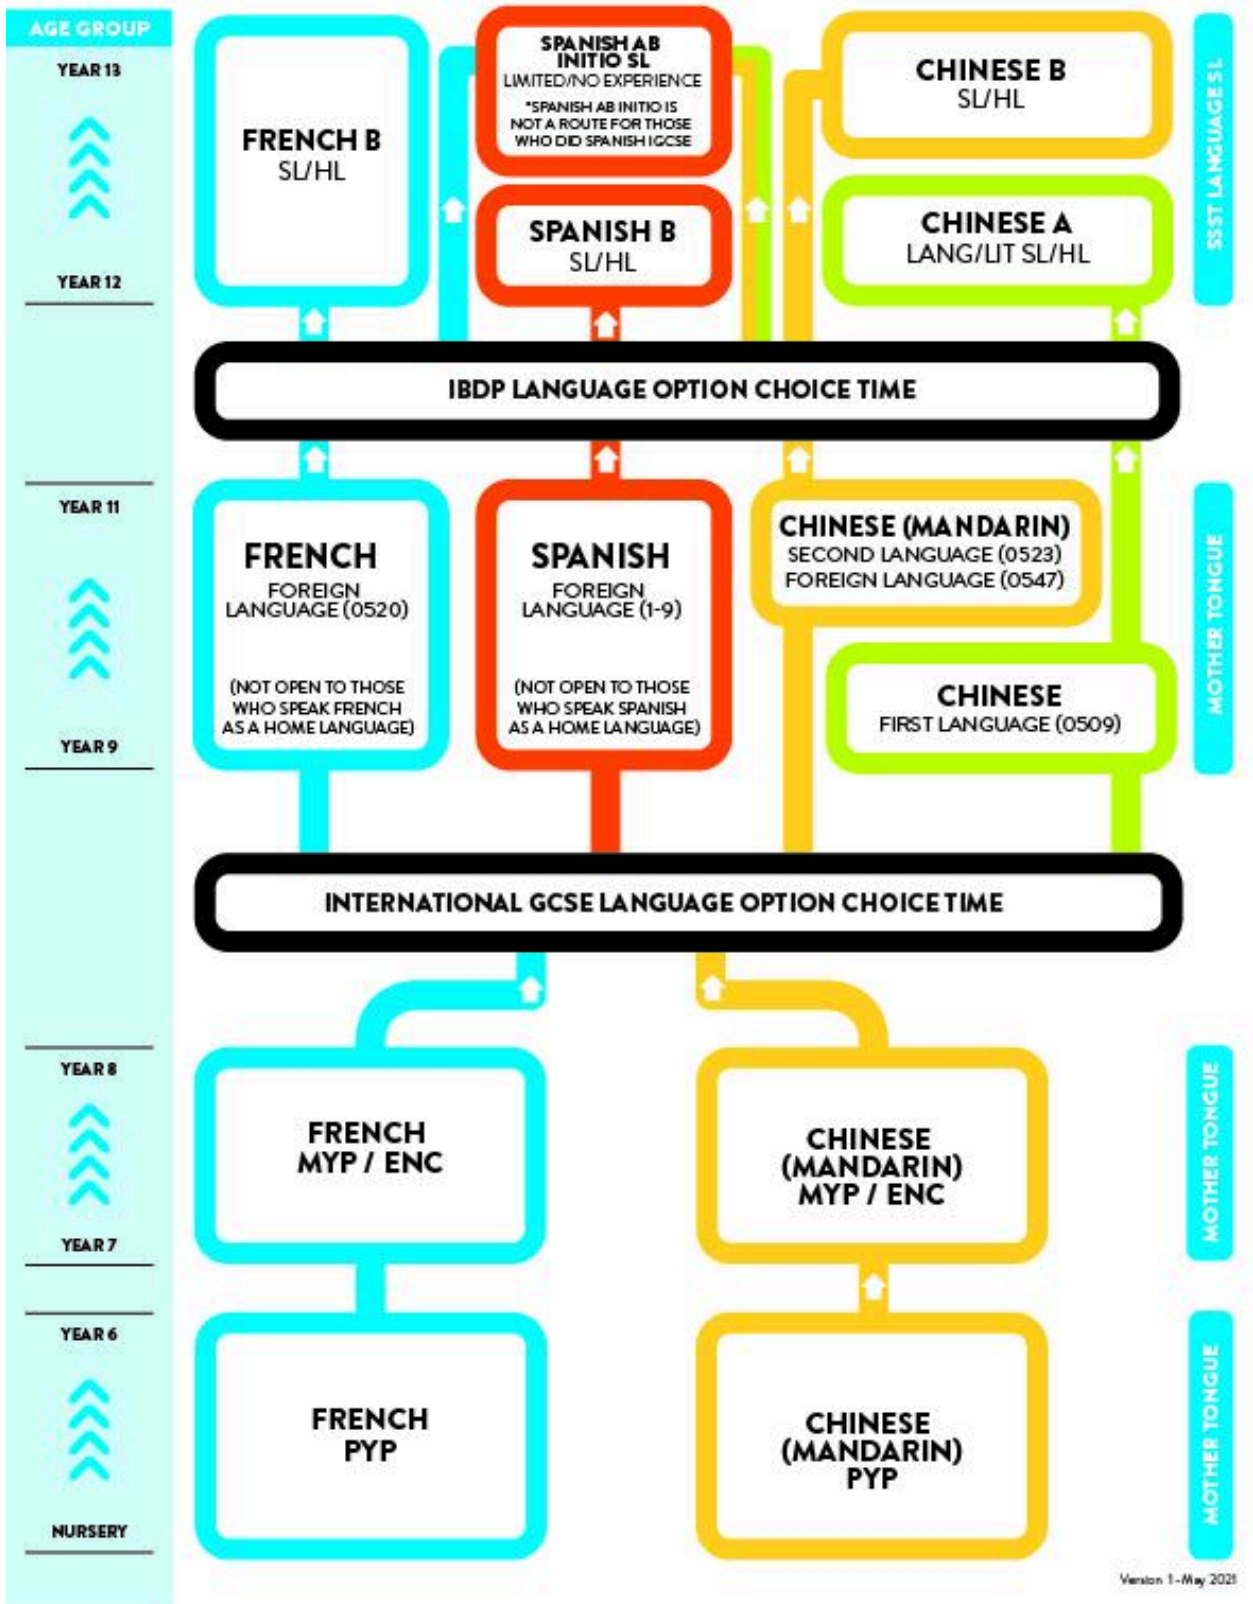 AGE GROUP
YEAR 13
YEAR 12
FRENCH B
SL/HL
SPANISH AB
INITIO SL
LIMITED/NO EXPERIENCE
*SPANISH AB INITIO IS
NOT A ROUTE FOR THOSE
WHO DID SPANISH IGCSE
SPANISH B
SL/HL
CHINESE B
SL/HL
CHINESE A
LANG/LIT SL/HL
SSST LANGUAGE SL
IBDP LANGUAGE OPTION CHOICE TIME
YEAR 11
YEAR 9
FRENCH
FOREIGN
LANGUAGE (0520)
(NOT OPEN TO THOSE
WHO SPEAK FRENCH
AS A HOME LANGUAGE)
SPANISH
FOREIGN
LANGUAGE (1-9)
(NOT OPEN TO THOSE
WHO SPEAK SPANISH
AS A HOME LANGUAGE)
CHINESE (MANDARIN)
SECOND LANGUAGE (0523)
FOREIGN LANGUAGE (0547)
CHINESE
FIRST LANGUAGE (0509)
MOTHER TONGUE
INTERNATIONAL GCSE LANGUAGE OPTION CHOICE TIME
YEAR 8
YEAR 7
FRENCH
MYP / ENC
CHINESE
(MANDARIN)
MYP / ENC
MOTHER TONGUE
YEAR 6
NURSERY
FRENCH
PYP
CHINESE
(MANDARIN)
PYP
MOTHER TONGUE
Version 1 - May 2021